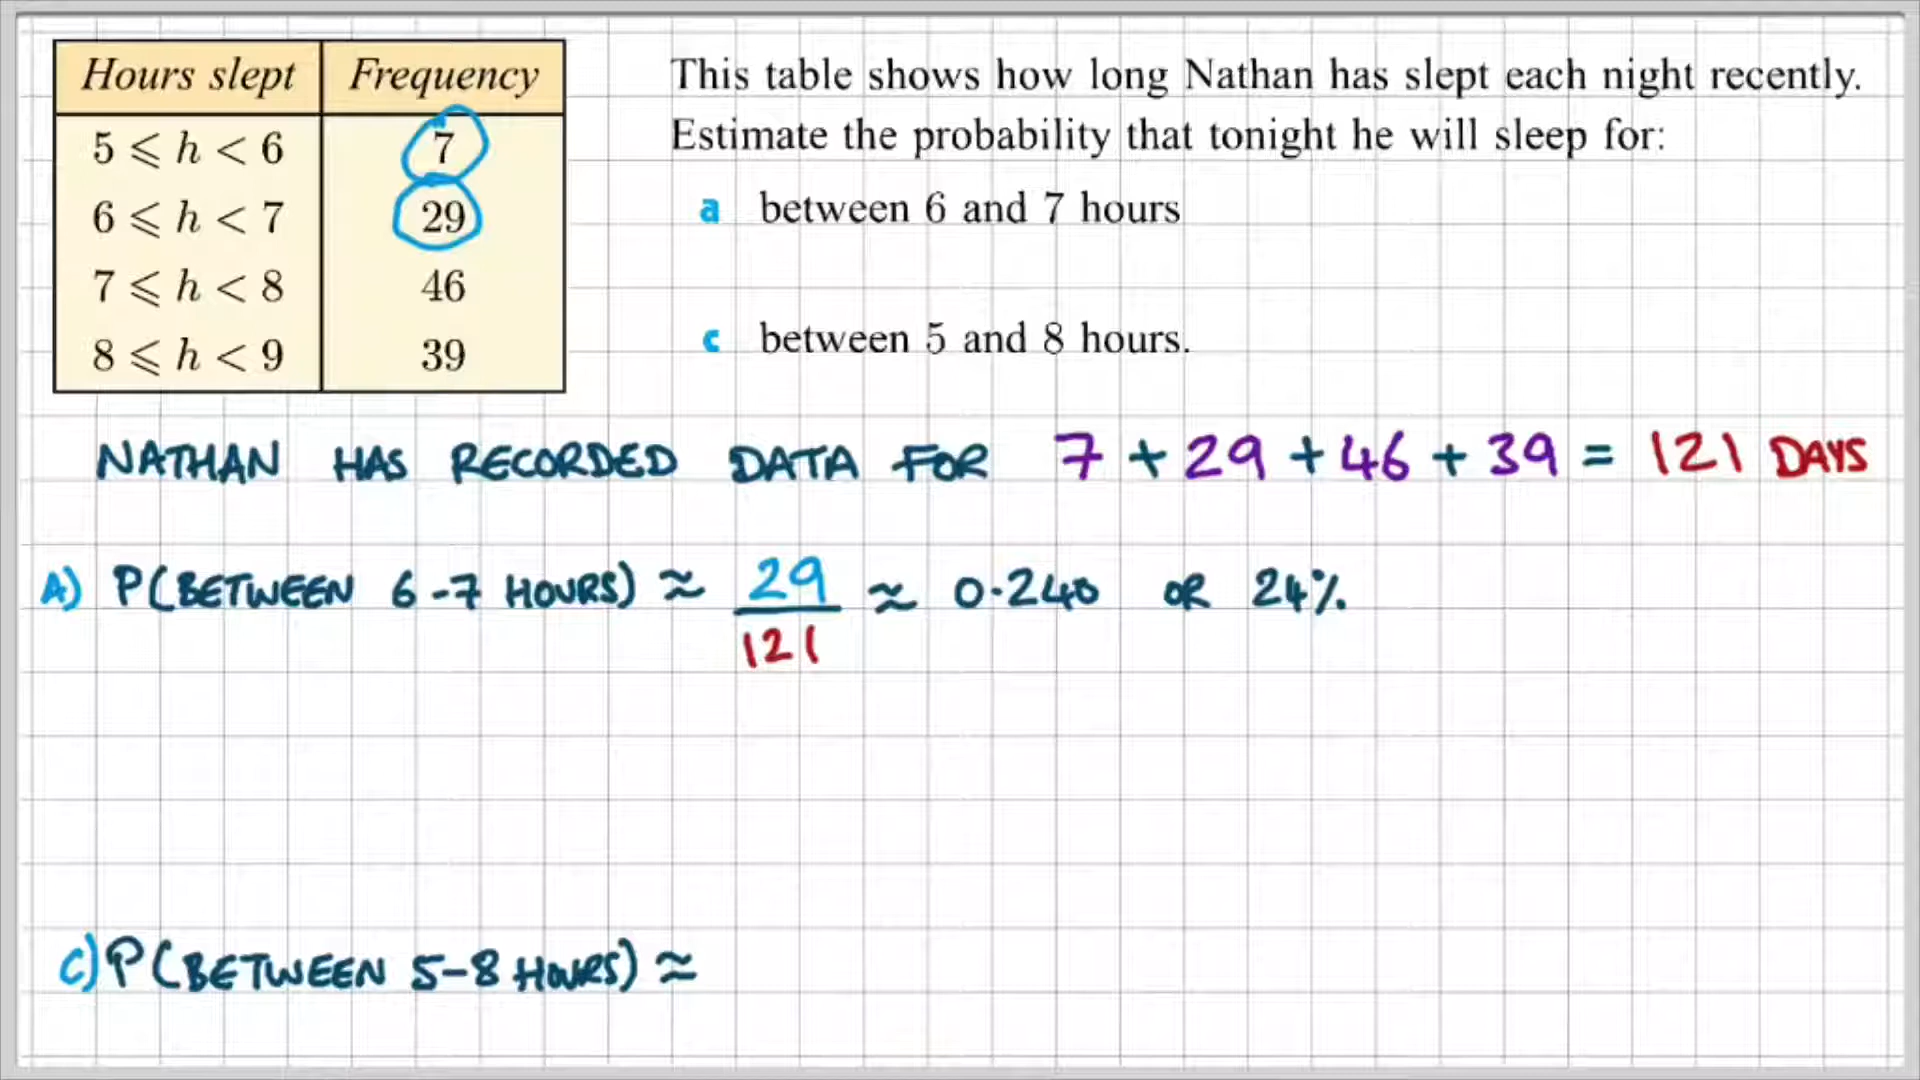 Hours slept Frequency
5 ⩽ h < 6 7
6 ⩽ h < 7 29
7 ⩽ h < 8 46
8 ⩽ h < 9 39
This table shows how long Nathan has slept each night recently.
Estimate the probability that tonight he will sleep for:
a between 6 and 7 hours
c between 5 and 8 hours.
NATHAN HAS RECORDED DATA FOR 7 + 29 + 46 + 39 = 121 DAYS
A) P(BETWEEN 6-7 HOURS) ≈ 29/121 ≈ 0.240 OR 24%
C) P(BETWEEN 5-8 HOURS) ≈